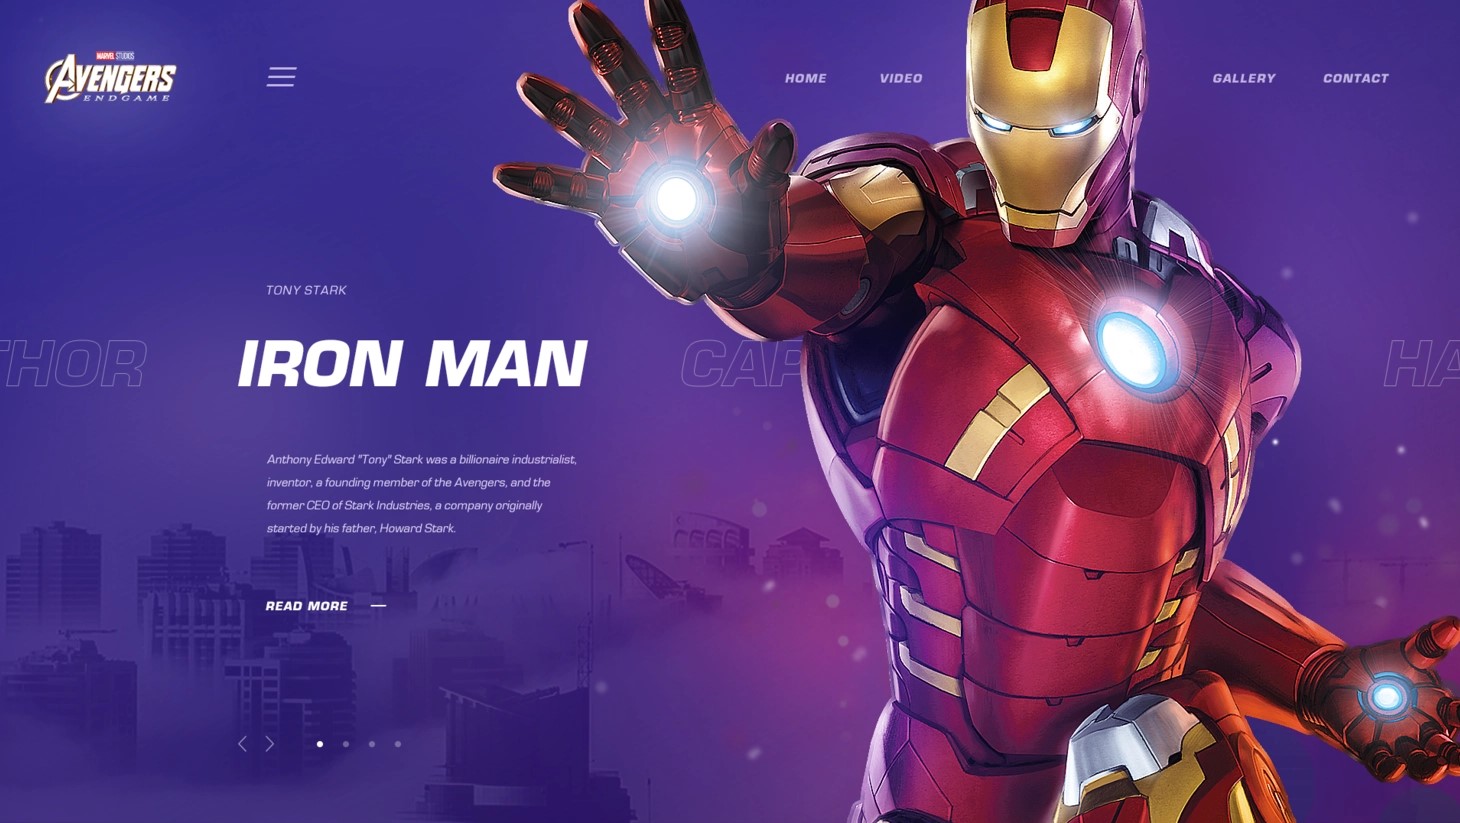 MARVEL STUDIOS
AVENGERS
ENDGAME
HOME
VIDEO
GALLERY
CONTACT
TONY STARK
THOR
IRON MAN
Anthony Edward "Tony" Stark was a billionaire industrialist,
inventor, a founding member of the Avengers, and the
former CEO of Stark Industries, a company originally
started by his father, Howard Stark.
READ MORE